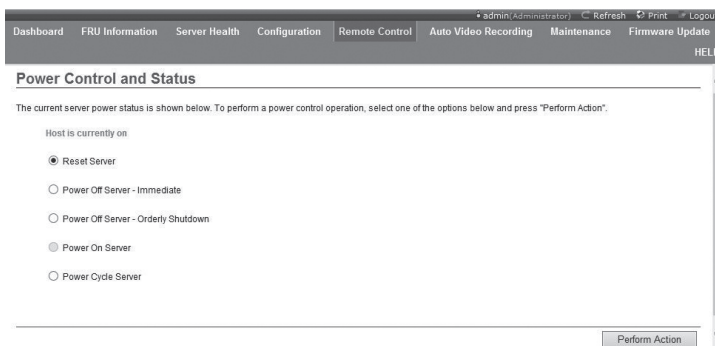 admin(Administrator) Refresh Print Logou
Dashboard FRU Information Server Health Configuration Remote Control Auto Video Recording Maintenance Firmware Update
HEL
Power Control and Status
The current server power status is shown below. To perform a power control operation, select one of the options below and press "Perform Action".
Host is currently on
Reset Server
Power Off Server - Immediate
Power Off Server - Orderly Shutdown
Power On Server
Power Cycle Server
Perform Action